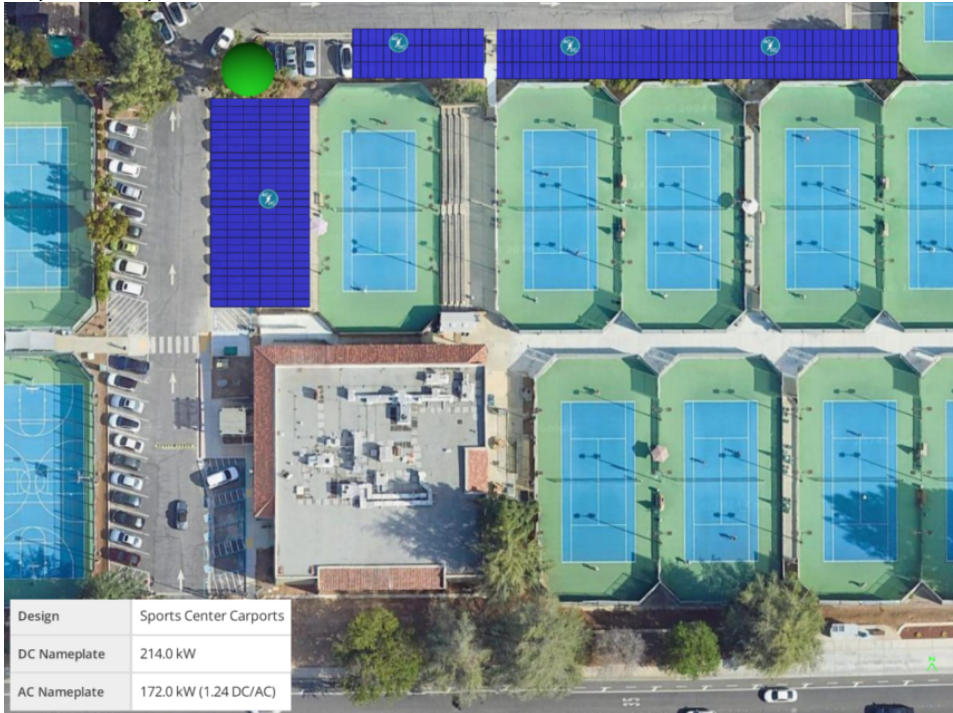 Design Sports Center Carports
DC Nameplate 214.0 kW
AC Nameplate 172.0 kW (1.24 DC/AC)
N